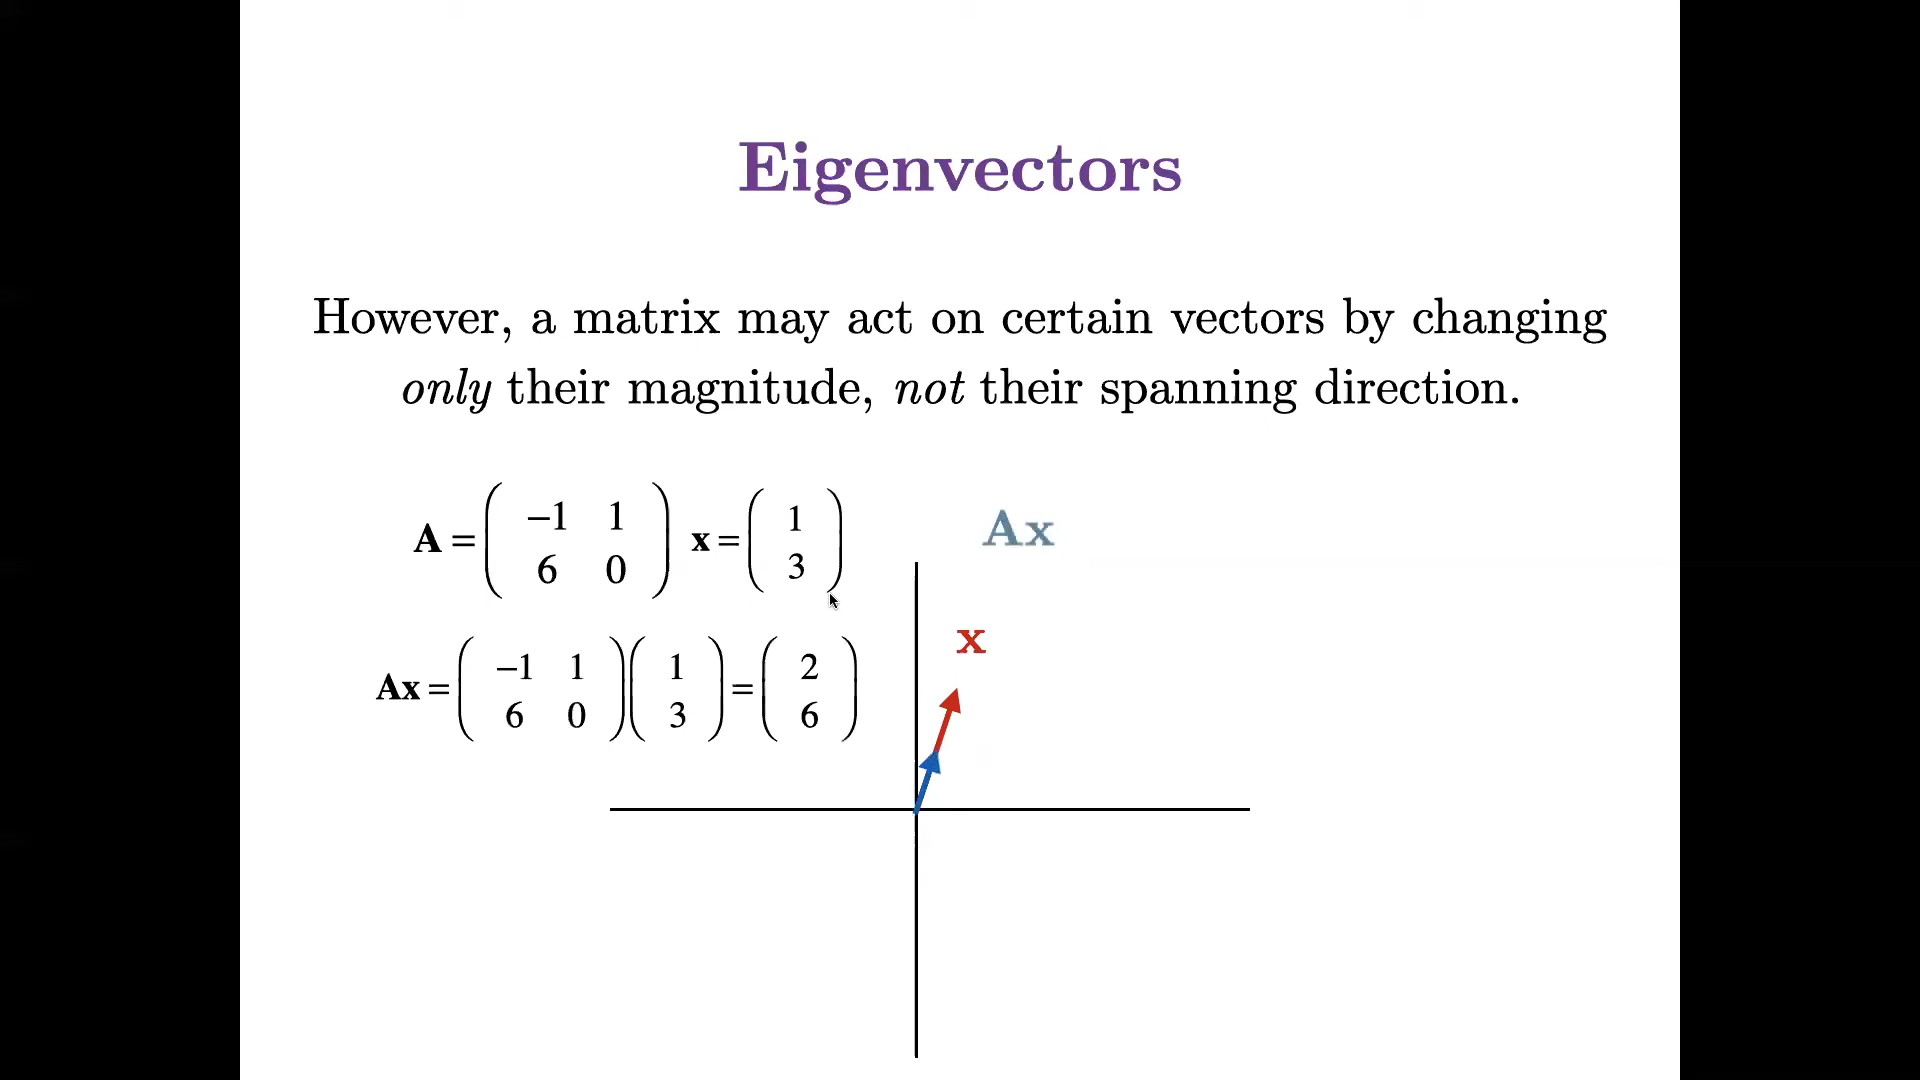 Eigenvectors
However, a matrix may act on certain vectors by changing
only their magnitude, not their spanning direction.
A = ( −1 1 ) x = ( 1 )
6 0 3
Ax = ( −1 1 ) ( 1 ) = ( 2 )
6 0 3 6
Ax
x